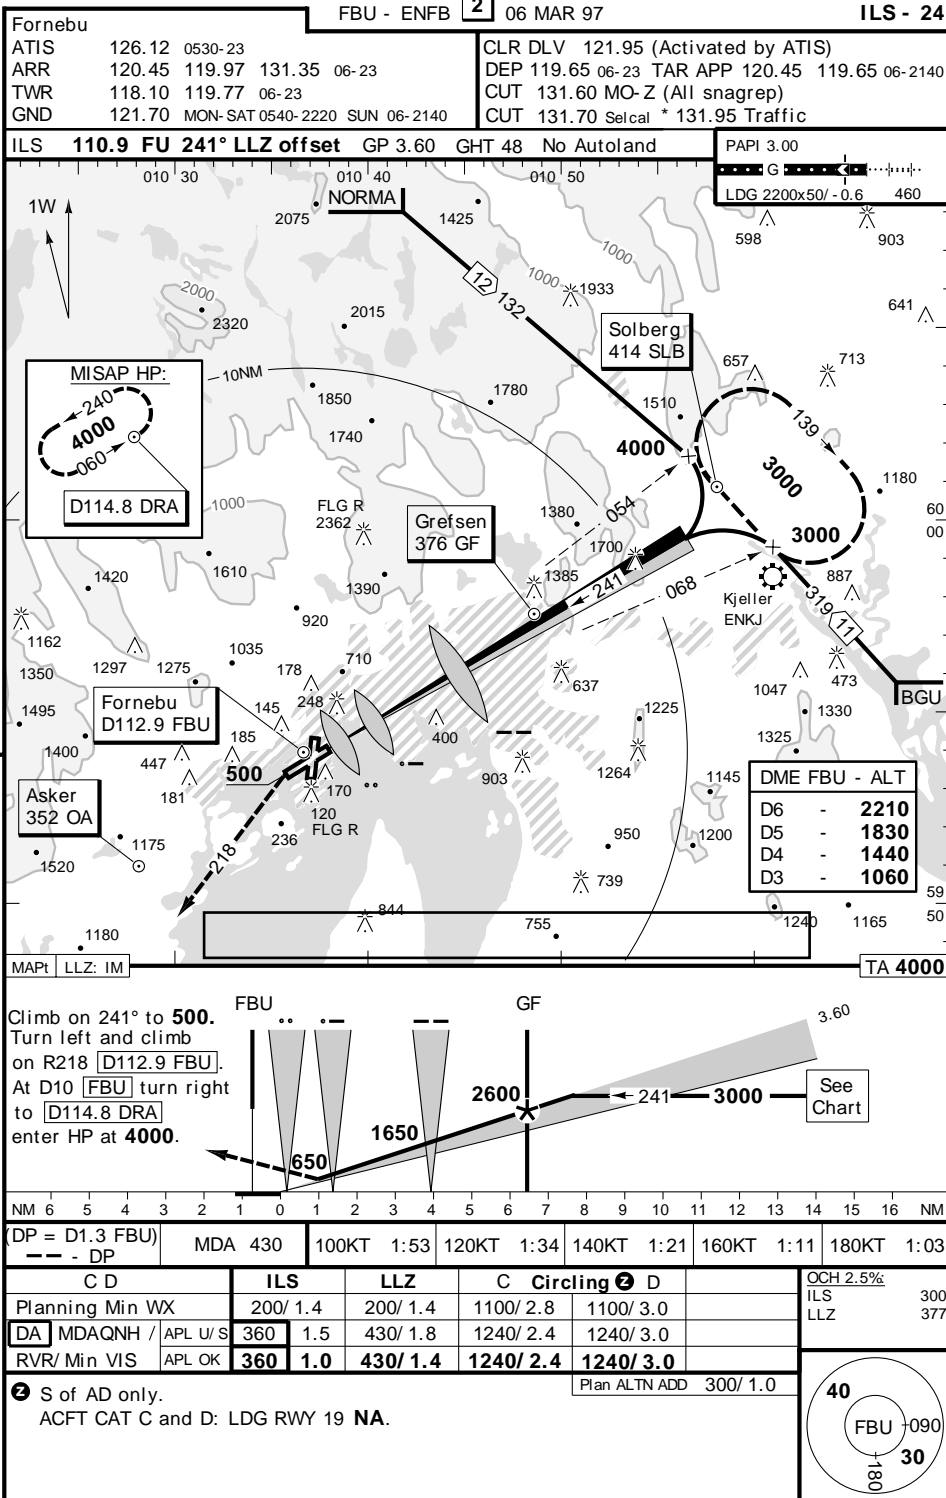 FBU - ENFB 2 06 MAR 97 ILS - 24
Fornebu
ATIS 126.12 0530-23
ARR 120.45 119.97 131.35 06-23
TWR 118.10 119.77 06-23
GND 121.70 MON-SAT 0540-2220 SUN 06-2140
CLR DLV 121.95 (Activated by ATIS)
DEP 119.65 06-23 TAR APP 120.45 119.65 06-2140
CUT 131.60 MO-Z (All snagrep)
CUT 131.70 Selcal * 131.95 Traffic
ILS 110.9 FU 241° LLZ offset GP 3.60 GHT 48 No Autoland
PAPI 3.00
G
LDG 2200x50/ - 0.6 460
010 30
010 40
010 50
1W
2075
NORMA
1425
598
903
1000
1000
1933
2000
2320
2015
12
132
641
Solberg
414 SLB
657
713
MISAP HP:
240
4000
060
D114.8 DRA
10NM
1850
1780
1740
1510
139
4000
3000
1180
1000
FLG R
2362
Grefsen
376 GF
1380
054
1700
3000
60
00
1610
1420
1390
1385
241
068
887
Kjeller
ENKJ
319
11
920
1162
1350
1297
1275
1035
178
710
248
637
1047
473
BGU
1495
Fornebu
D112.9 FBU
145
185
400
1225
1330
1325
1400
447
181
500
170
903
1264
DME FBU - ALT
D6 - 2210
D5 - 1830
D4 - 1440
D3 - 1060
Asker
352 OA
120
FLG R
1145
1175
236
950
1200
1520
218
739
59
50
844
755
1240
1165
1180
MAPt LLZ: IM
TA 4000
FBU
GF
3.60
Climb on 241° to 500.
Turn left and climb
on R218 D112.9 FBU.
At D10 FBU turn right
to D114.8 DRA
enter HP at 4000.
2600
241
3000
See
Chart
1650
650
NM 6 5 4 3 2 1 0 1 2 3 4 5 6 7 8 9 10 11 12 13 14 15 16 NM
(DP = D1.3 FBU)
- DP
MDA 430
100KT 1:53 120KT 1:34 140KT 1:21 160KT 1:11 180KT 1:03
C D ILS LLZ C Circling Z D
Planning Min WX 200/ 1.4 200/ 1.4 1100/ 2.8 1100/ 3.0
DA MDAQNH / APL U/ S 360 1.5 430/ 1.8 1240/ 2.4 1240/ 3.0
RVR/ Min VIS APL OK 360 1.0 430/ 1.4 1240/ 2.4 1240/ 3.0
Plan ALTN ADD 300/ 1.0
OCH 2.5%:
ILS 300
LLZ 377
Z S of AD only.
ACFT CAT C and D: LDG RWY 19 NA.
40
FBU
090
30
180